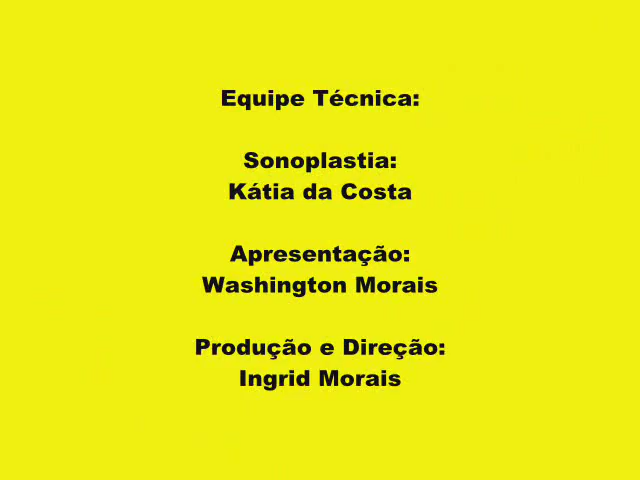 Equipe Técnica:
Sonoplastia:
Kátia da Costa
Apresentação:
Washington Morais
Produção e Direção:
Ingrid Morais